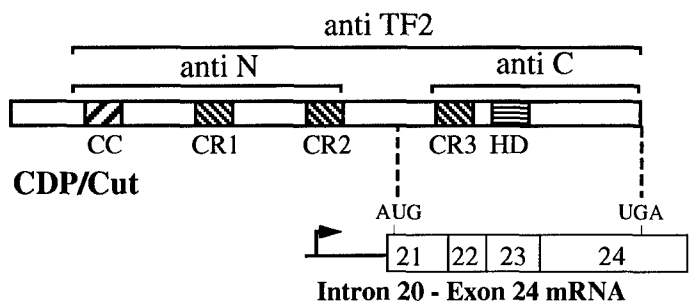 anti TF2
anti N anti C
CC CR1 CR2 CR3 HD
CDP/Cut
AUG UGA
21 22 23 24
Intron 20 - Exon 24 mRNA